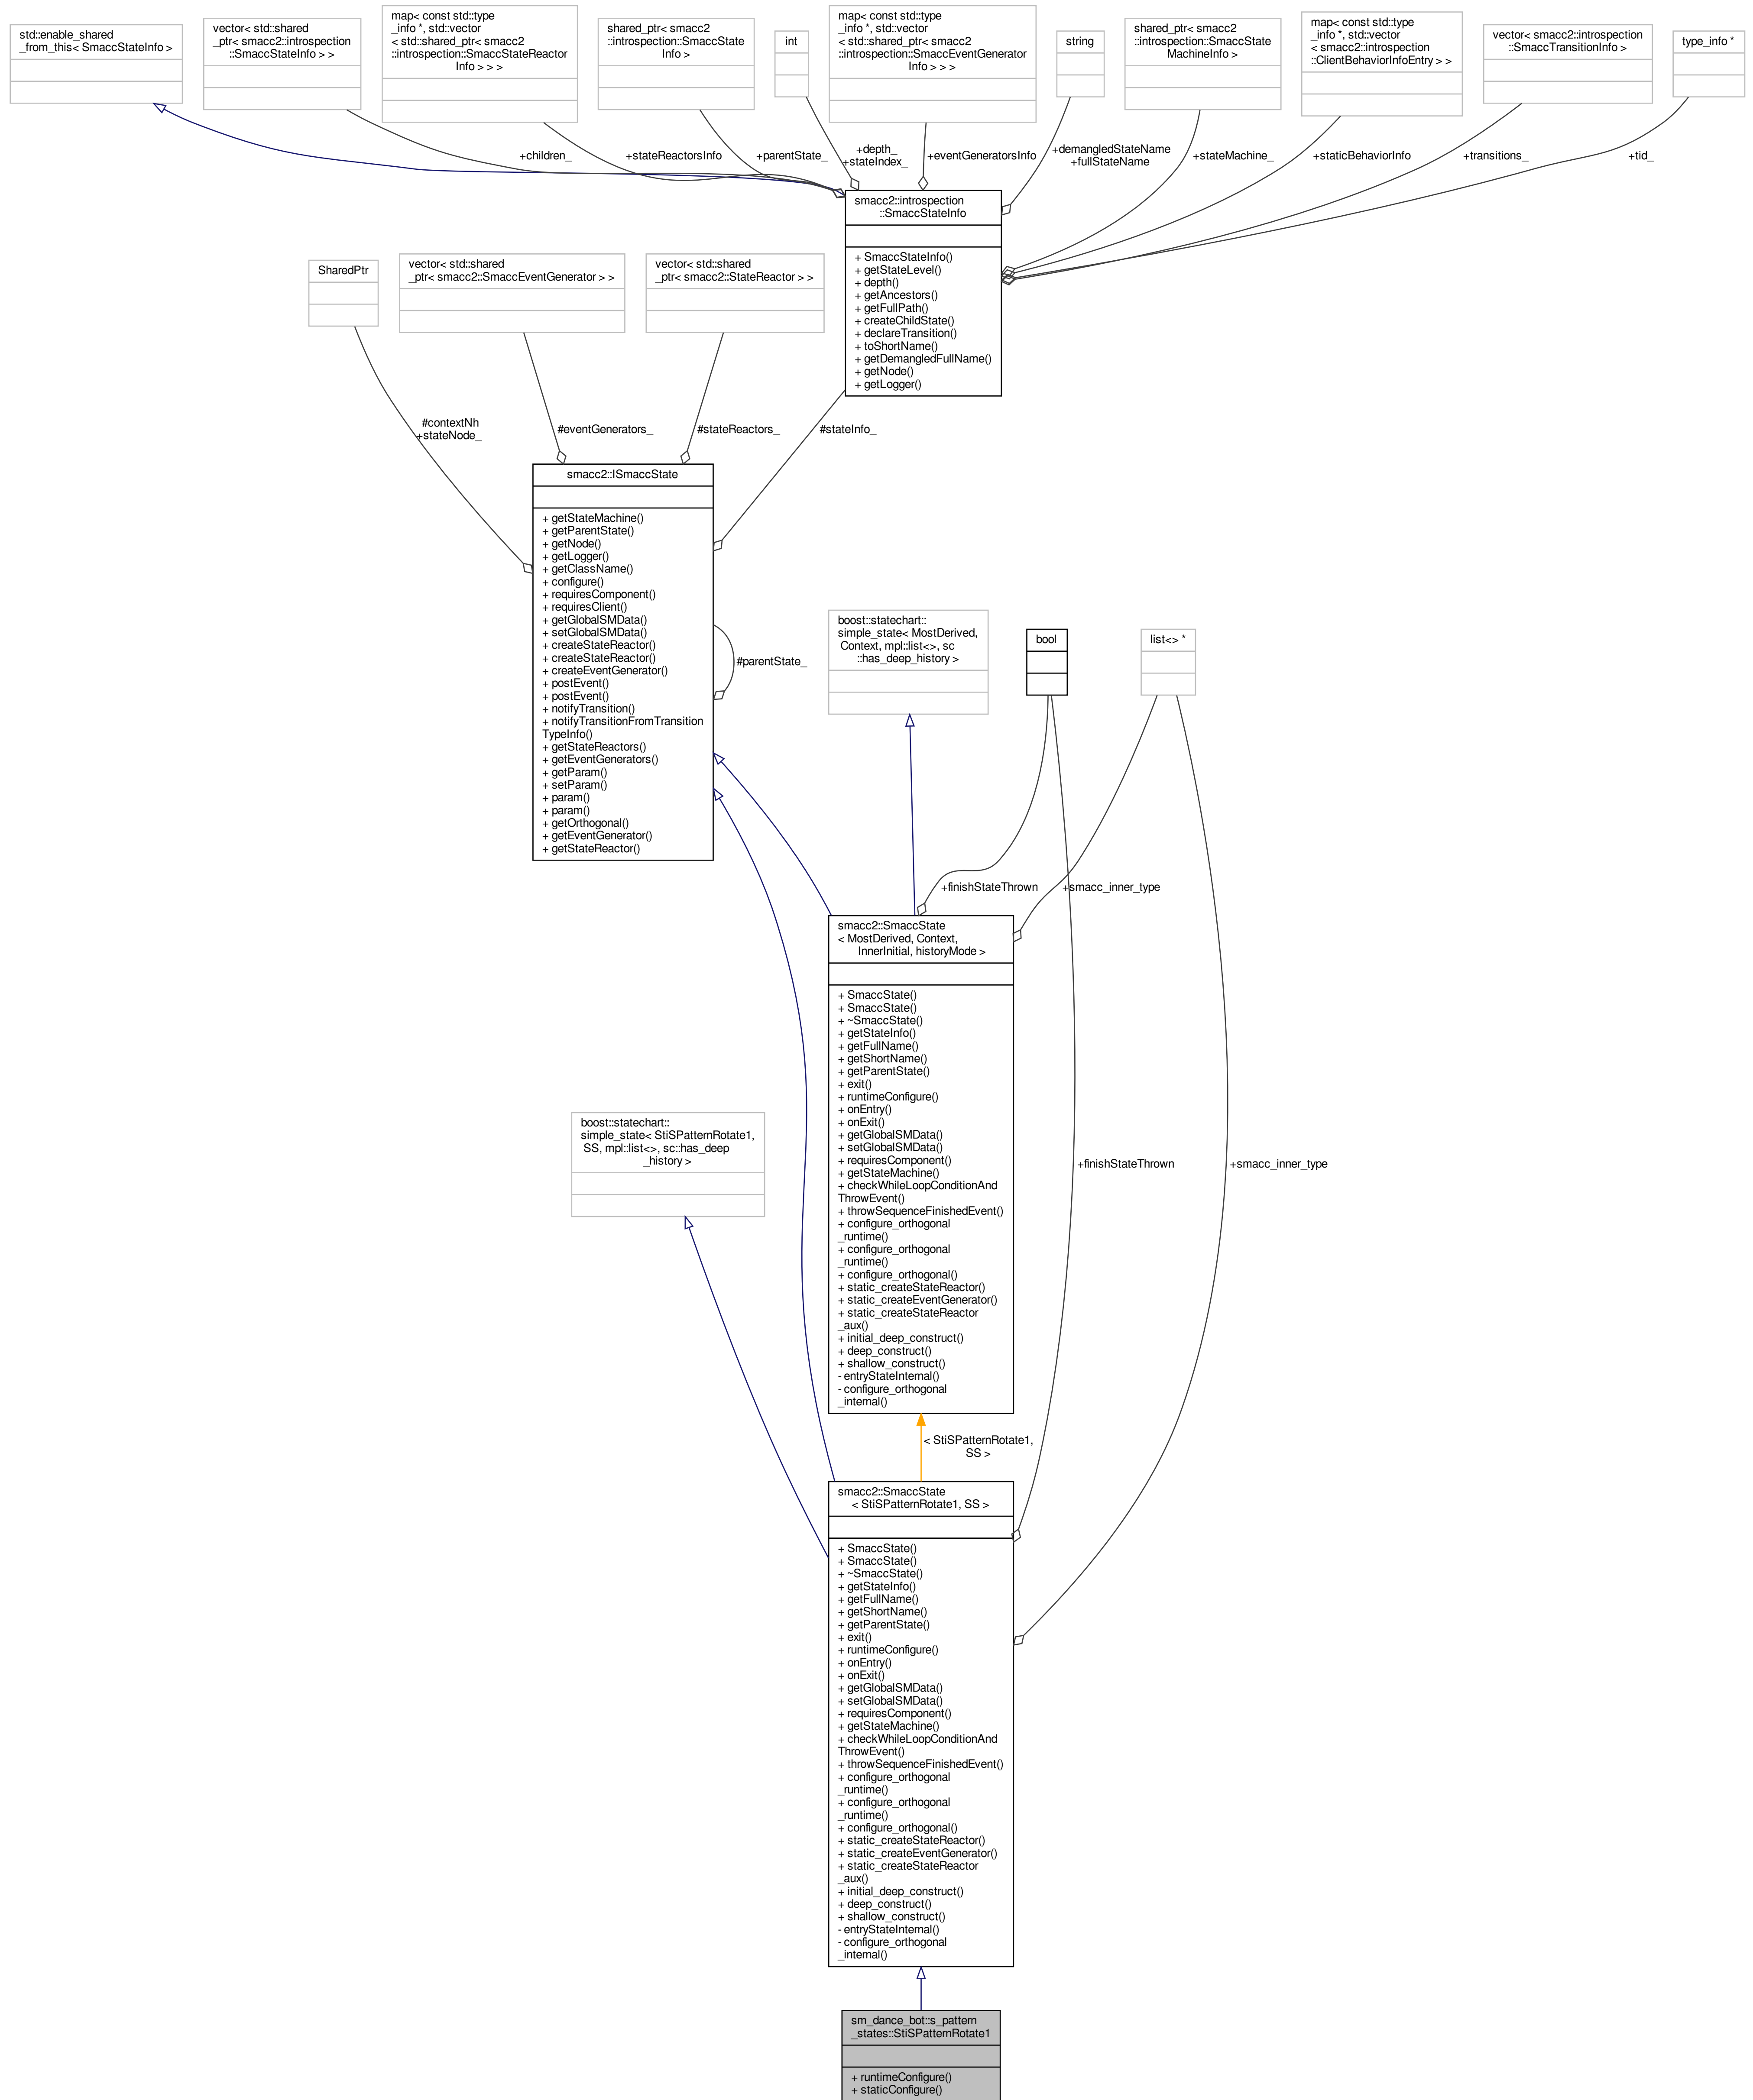 std::enable_shared
_from_this< SmaccStateInfo >
vector< std::shared
_ptr< smacc2::introspection
::SmaccStateInfo > >
map< const std::type
_info *, std::vector
< std::shared_ptr< smacc2
::introspection::SmaccStateReactor
Info > > >
shared_ptr< smacc2
::introspection::SmaccState
Info >
int
map< const std::type
_info *, std::vector
< std::shared_ptr< smacc2
::introspection::SmaccEventGenerator
Info > > >
string
shared_ptr< smacc2
::introspection::SmaccState
MachineInfo >
map< const std::type
_info *, std::vector
< smacc2::introspection
::ClientBehaviorInfoEntry > >
vector< smacc2::introspection
::SmaccTransitionInfo >
type_info *
+children_
+stateReactorsInfo
+parentState_
+depth_
+stateIndex_
+eventGeneratorsInfo
+demangledStateName
+fullStateName
+stateMachine_
+staticBehaviorInfo
+transitions_
+tid_
smacc2::introspection
::SmaccStateInfo
+ SmaccStateInfo()
+ getStateLevel()
+ depth()
+ getAncestors()
+ getFullPath()
+ createChildState()
+ declareTransition()
+ toShortName()
+ getDemangledFullName()
+ getNode()
+ getLogger()
SharedPtr
vector< std::shared
_ptr< smacc2::SmaccEventGenerator > >
vector< std::shared
_ptr< smacc2::StateReactor > >
#contextNh
+stateNode_
#eventGenerators_
#stateReactors_
#stateInfo_
smacc2::ISmaccState
+ getStateMachine()
+ getParentState()
+ getNode()
+ getLogger()
+ getClassName()
+ configure()
+ requiresComponent()
+ requiresClient()
+ getGlobalSMData()
+ setGlobalSMData()
+ createStateReactor()
+ createStateReactor()
+ createEventGenerator()
+ postEvent()
+ postEvent()
+ notifyTransition()
+ notifyTransitionFromTransition
TypeInfo()
+ getStateReactors()
+ getEventGenerators()
+ getParam()
+ setParam()
+ param()
+ param()
+ getOrthogonal()
+ getEventGenerator()
+ getStateReactor()
#parentState_
boost::statechart::
simple_state< MostDerived,
Context, mpl::list<>, sc
::has_deep_history >
bool
list<> *
+finishStateThrown
+smacc_inner_type
smacc2::SmaccState
< MostDerived, Context,
InnerInitial, historyMode >
+ SmaccState()
+ SmaccState()
+ ~SmaccState()
+ getStateInfo()
+ getFullName()
+ getShortName()
+ getParentState()
+ exit()
+ runtimeConfigure()
+ onEntry()
+ onExit()
+ getGlobalSMData()
+ setGlobalSMData()
+ requiresComponent()
+ getStateMachine()
+ checkWhileLoopConditionAnd
ThrowEvent()
+ throwSequenceFinishedEvent()
+ configure_orthogonal
_runtime()
+ configure_orthogonal
_runtime()
+ configure_orthogonal()
+ static_createStateReactor()
+ static_createEventGenerator()
+ static_createStateReactor
_aux()
+ initial_deep_construct()
+ deep_construct()
+ shallow_construct()
- entryStateInternal()
- configure_orthogonal
_internal()
boost::statechart::
simple_state< StiSPatternRotate1,
SS, mpl::list<>, sc::has_deep
_history >
+finishStateThrown
+smacc_inner_type
< StiSPatternRotate1,
SS >
smacc2::SmaccState
< StiSPatternRotate1, SS >
+ SmaccState()
+ SmaccState()
+ ~SmaccState()
+ getStateInfo()
+ getFullName()
+ getShortName()
+ getParentState()
+ exit()
+ runtimeConfigure()
+ onEntry()
+ onExit()
+ getGlobalSMData()
+ setGlobalSMData()
+ requiresComponent()
+ getStateMachine()
+ checkWhileLoopConditionAnd
ThrowEvent()
+ throwSequenceFinishedEvent()
+ configure_orthogonal
_runtime()
+ configure_orthogonal
_runtime()
+ configure_orthogonal()
+ static_createStateReactor()
+ static_createEventGenerator()
+ static_createStateReactor
_aux()
+ initial_deep_construct()
+ deep_construct()
+ shallow_construct()
- entryStateInternal()
- configure_orthogonal
_internal()
sm_dance_bot::s_pattern
_states::StiSPatternRotate1
+ runtimeConfigure()
+ staticConfigure()